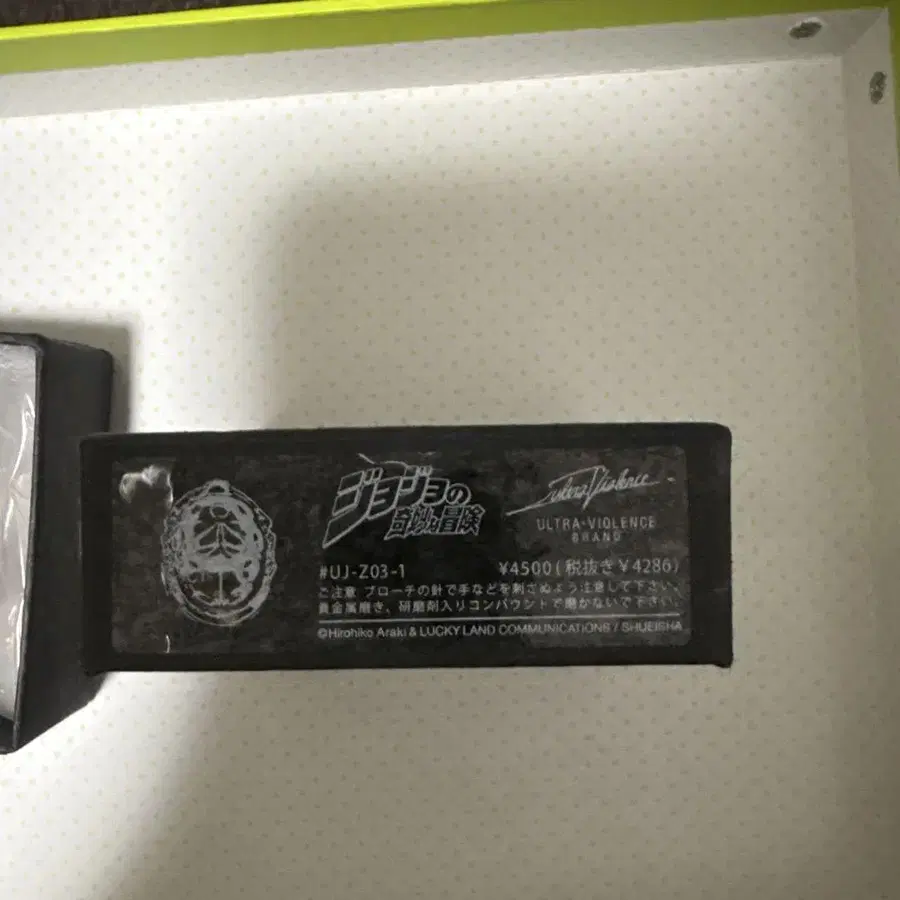 ジョジョの
奇妙な冒険
Ultra Violence
ULTRA-VIOLENCE
BRAND
#UJ-Z03-1
¥4500(税抜き¥4286)
ご注意 ブローチの針で手などを刺さぬよう注意して下さい。
貴金属磨き、研磨剤入りコンパウンドで磨かないで下さい。
©Hirohiko Araki & LUCKY LAND COMMUNICATIONS / SHUEISHA